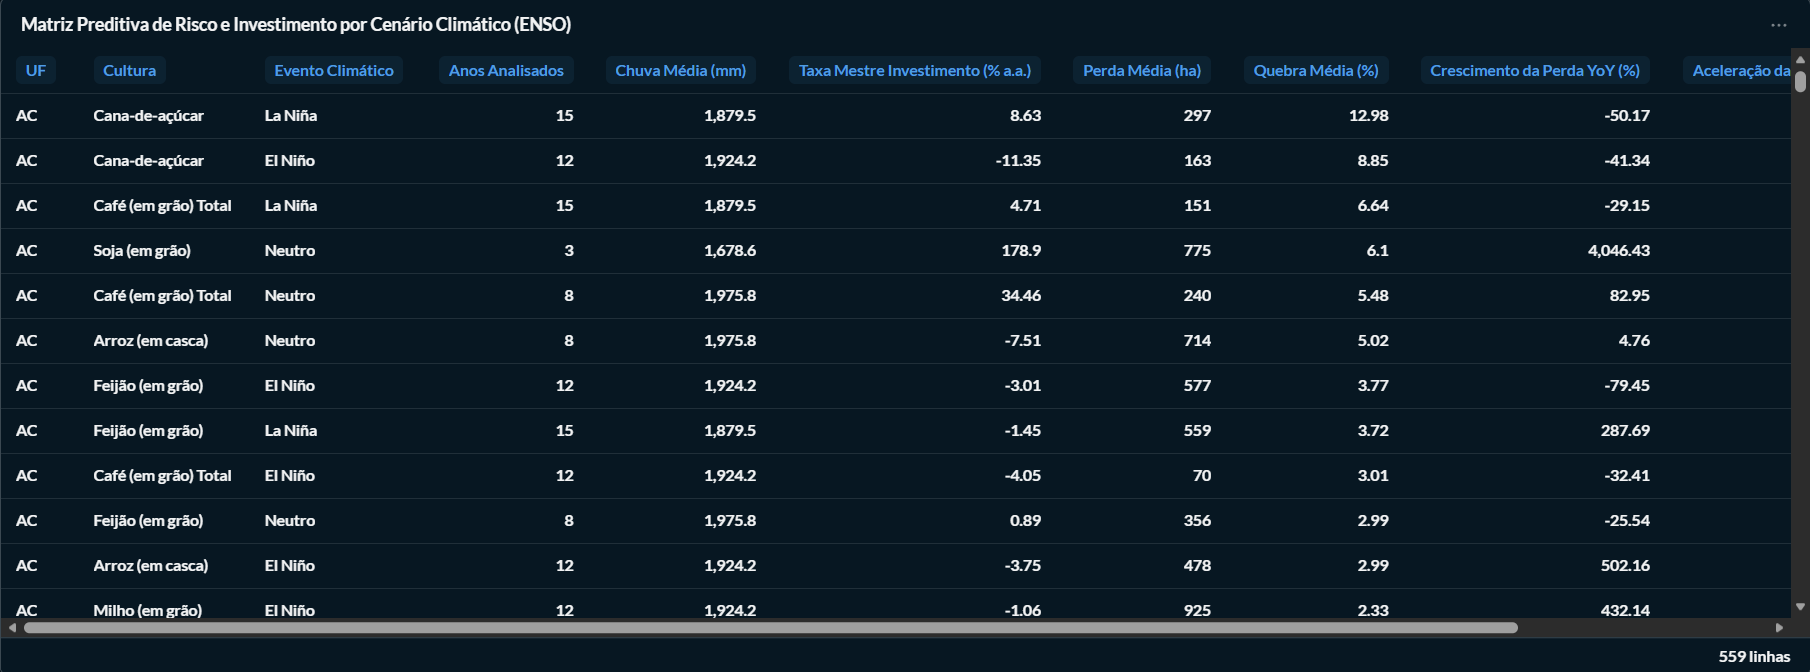 Matriz Preditiva de Risco e Investimento por Cenário Climático (ENSO)
UF Cultura Evento Climático Anos Analisados Chuva Média (mm) Taxa Mestre Investimento (% a.a.) Perda Média (ha) Quebra Média (%) Crescimento da Perda YoY (%) Aceleração da
AC Cana-de-açúcar La Niña 15 1,879.5 8.63 297 12.98 -50.17
AC Cana-de-açúcar El Niño 12 1,924.2 -11.35 163 8.85 -41.34
AC Café (em grão) Total La Niña 15 1,879.5 4.71 151 6.64 -29.15
AC Soja (em grão) Neutro 3 1,678.6 178.9 775 6.1 4,046.43
AC Café (em grão) Total Neutro 8 1,975.8 34.46 240 5.48 82.95
AC Arroz (em casca) Neutro 8 1,975.8 -7.51 714 5.02 4.76
AC Feijão (em grão) El Niño 12 1,924.2 -3.01 577 3.77 -79.45
AC Feijão (em grão) La Niña 15 1,879.5 -1.45 559 3.72 287.69
AC Café (em grão) Total El Niño 12 1,924.2 -4.05 70 3.01 -32.41
AC Feijão (em grão) Neutro 8 1,975.8 0.89 356 2.99 -25.54
AC Arroz (em casca) El Niño 12 1,924.2 -3.75 478 2.99 502.16
AC Milho (em grão) El Niño 12 1,924.2 -1.06 925 2.33 432.14
559 linhas